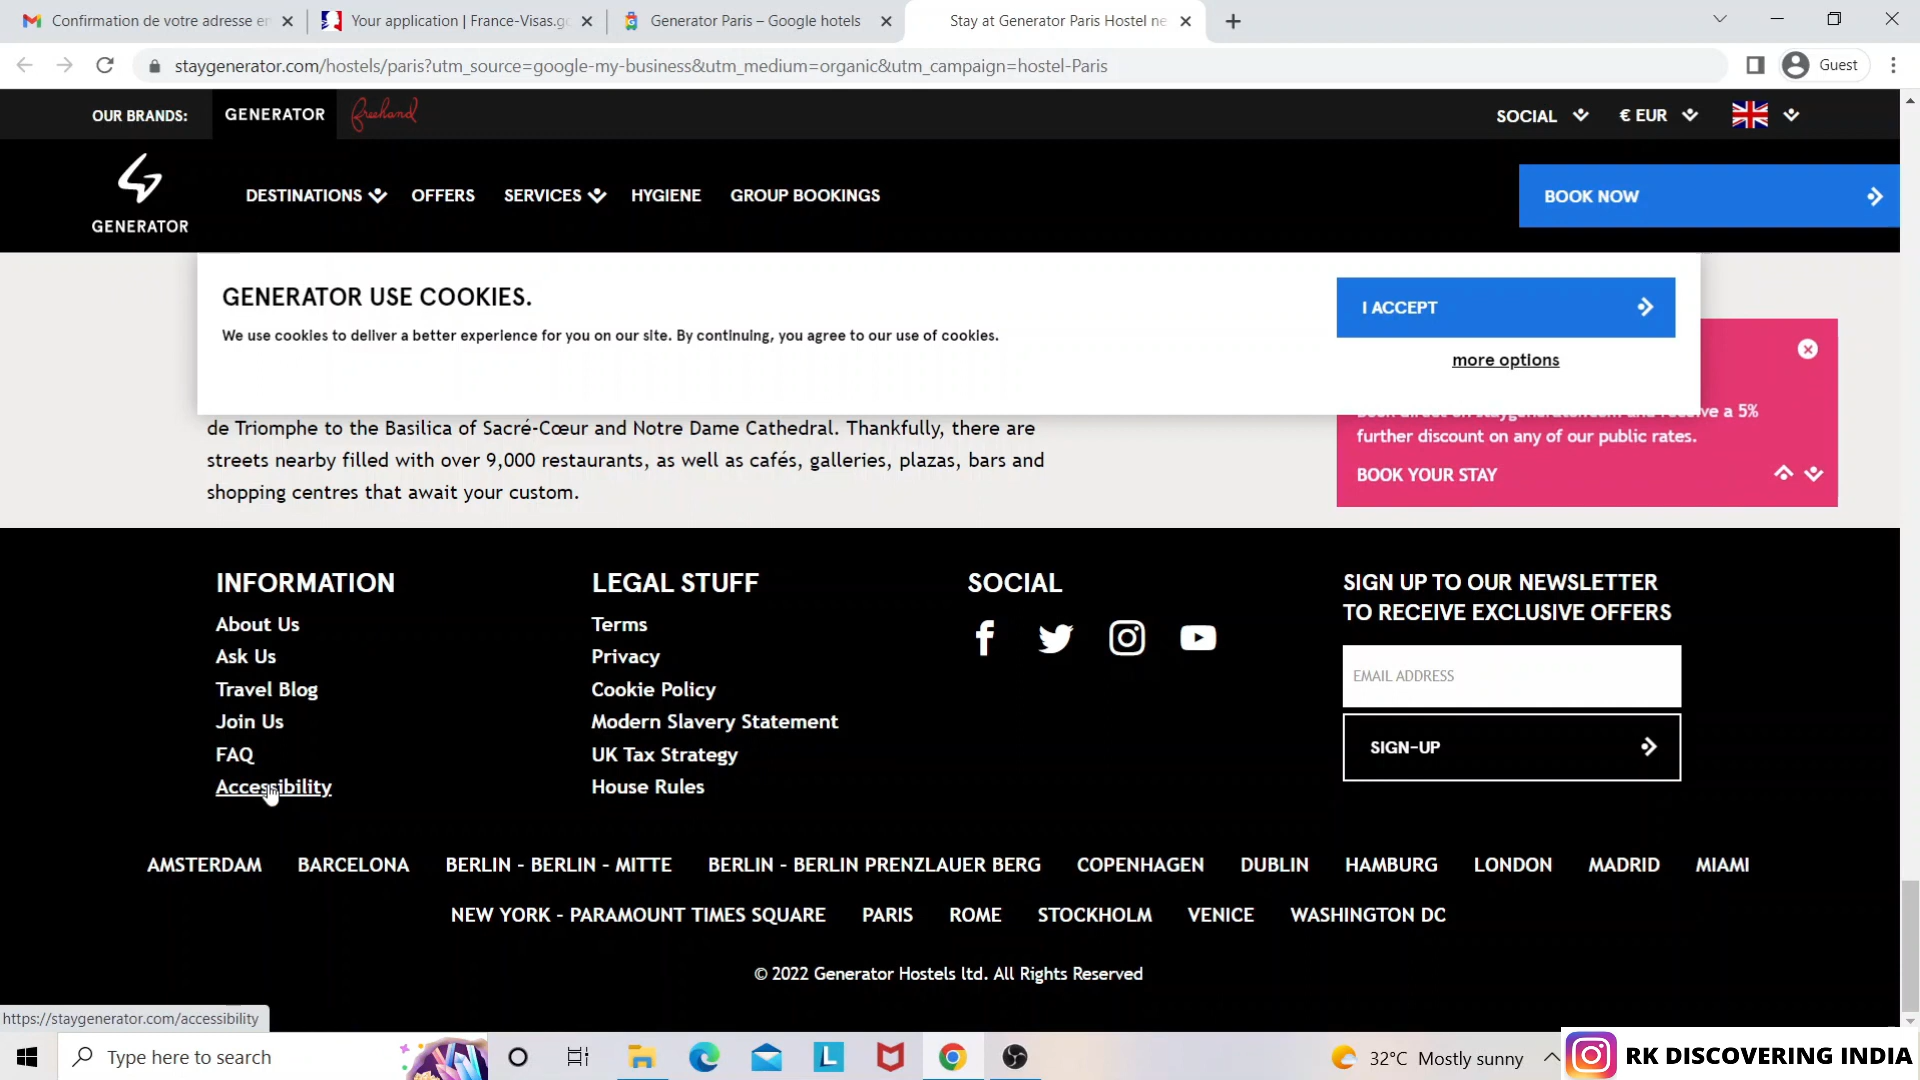 Confirmation de votre adresse en
Your application | France-Visas.go
Generator Paris – Google hotels
Stay at Generator Paris Hostel ne
staygenerator.com/hostels/paris?utm_source=google-my-business&utm_medium=organic&utm_campaign=hostel-Paris
Guest
OUR BRANDS:
GENERATOR
freehand
SOCIAL
€ EUR
GENERATOR
DESTINATIONS
OFFERS
SERVICES
HYGIENE
GROUP BOOKINGS
BOOK NOW
GENERATOR USE COOKIES.
We use cookies to deliver a better experience for you on our site. By continuing, you agree to our use of cookies.
I ACCEPT
more options
de Triomphe to the Basilica of Sacré-Cœur and Notre Dame Cathedral. Thankfully, there are
streets nearby filled with over 9,000 restaurants, as well as cafés, galleries, plazas, bars and
shopping centres that await your custom.
Book direct on staygenerator.com and receive a 5%
further discount on any of our public rates.
BOOK YOUR STAY
INFORMATION
About Us
Ask Us
Travel Blog
Join Us
FAQ
Accessibility
LEGAL STUFF
Terms
Privacy
Cookie Policy
Modern Slavery Statement
UK Tax Strategy
House Rules
SOCIAL
SIGN UP TO OUR NEWSLETTER
TO RECEIVE EXCLUSIVE OFFERS
EMAIL ADDRESS
SIGN-UP
AMSTERDAM BARCELONA BERLIN - BERLIN - MITTE BERLIN - BERLIN PRENZLAUER BERG COPENHAGEN DUBLIN HAMBURG LONDON MADRID MIAMI
NEW YORK - PARAMOUNT TIMES SQUARE PARIS ROME STOCKHOLM VENICE WASHINGTON DC
© 2022 Generator Hostels ltd. All Rights Reserved
https://staygenerator.com/accessibility
Type here to search
L
32°C Mostly sunny
RK DISCOVERING INDIA